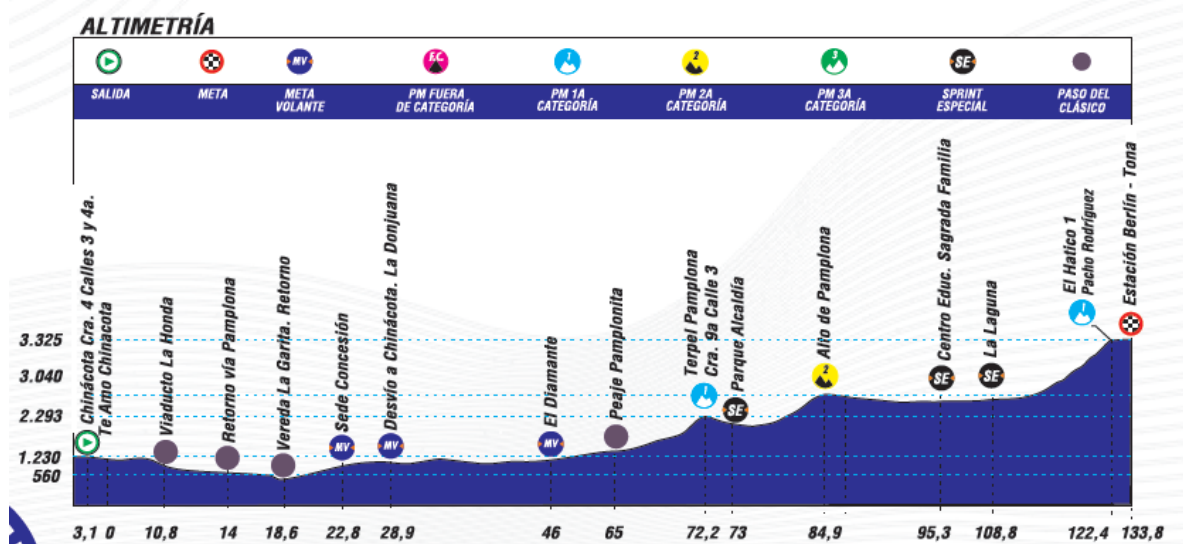 ALTIMETRÍA
F.C.
1
2
3
MV
SE
SALIDA
META
META
VOLANTE
PM FUERA
DE CATEGORÍA
PM 1A
CATEGORÍA
PM 2A
CATEGORÍA
PM 3A
CATEGORÍA
SPRINT
ESPECIAL
PASO DEL
CLÁSICO
Chinácota Cra. 4 Calles 3 y 4a.
Te Amo Chinacota
Viaducto La Honda
Retorno vía Pamplona
Vereda La Garita. Retorno
Sede Concesión
MV
Desvío a Chinácota. La Donjuana
MV
El Diamante
MV
Peaje Pamplonita
Terpel Pamplona
Cra. 9a Calle 3
1
Parque Alcaldía
SE
Alto de Pamplona
2
Centro Educ. Sagrada Familia
SE
La Laguna
SE
El Hatico 1
Pacho Rodríguez
1
Estación Berlín - Tona
3.325
3.040
2.293
1.230
560
3,1 0 10,8 14 18,6 22,8 28,9 46 65 72,2 73 84,9 95,3 108,8 122,4 133,8